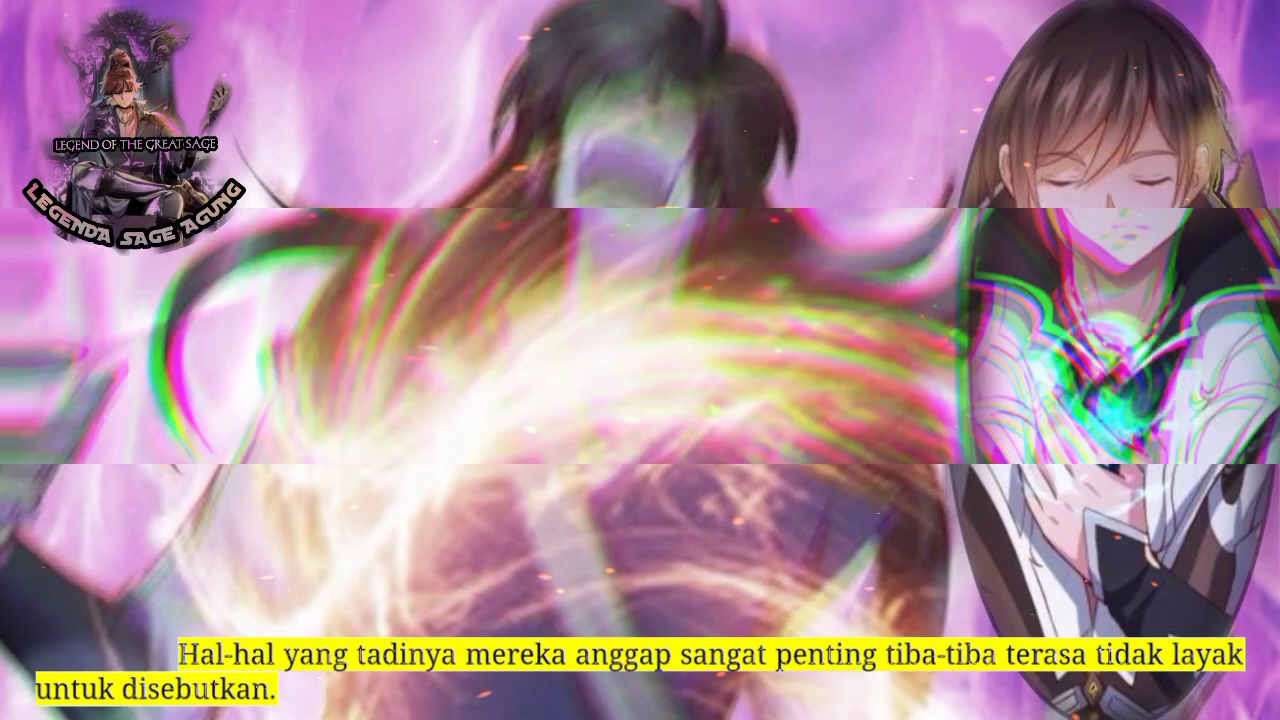 LEGEND OF THE GREAT SAGE
LEGENDA SAGE AGUNG
Hal-hal yang tadinya mereka anggap sangat penting tiba-tiba terasa tidak layak
untuk disebutkan.